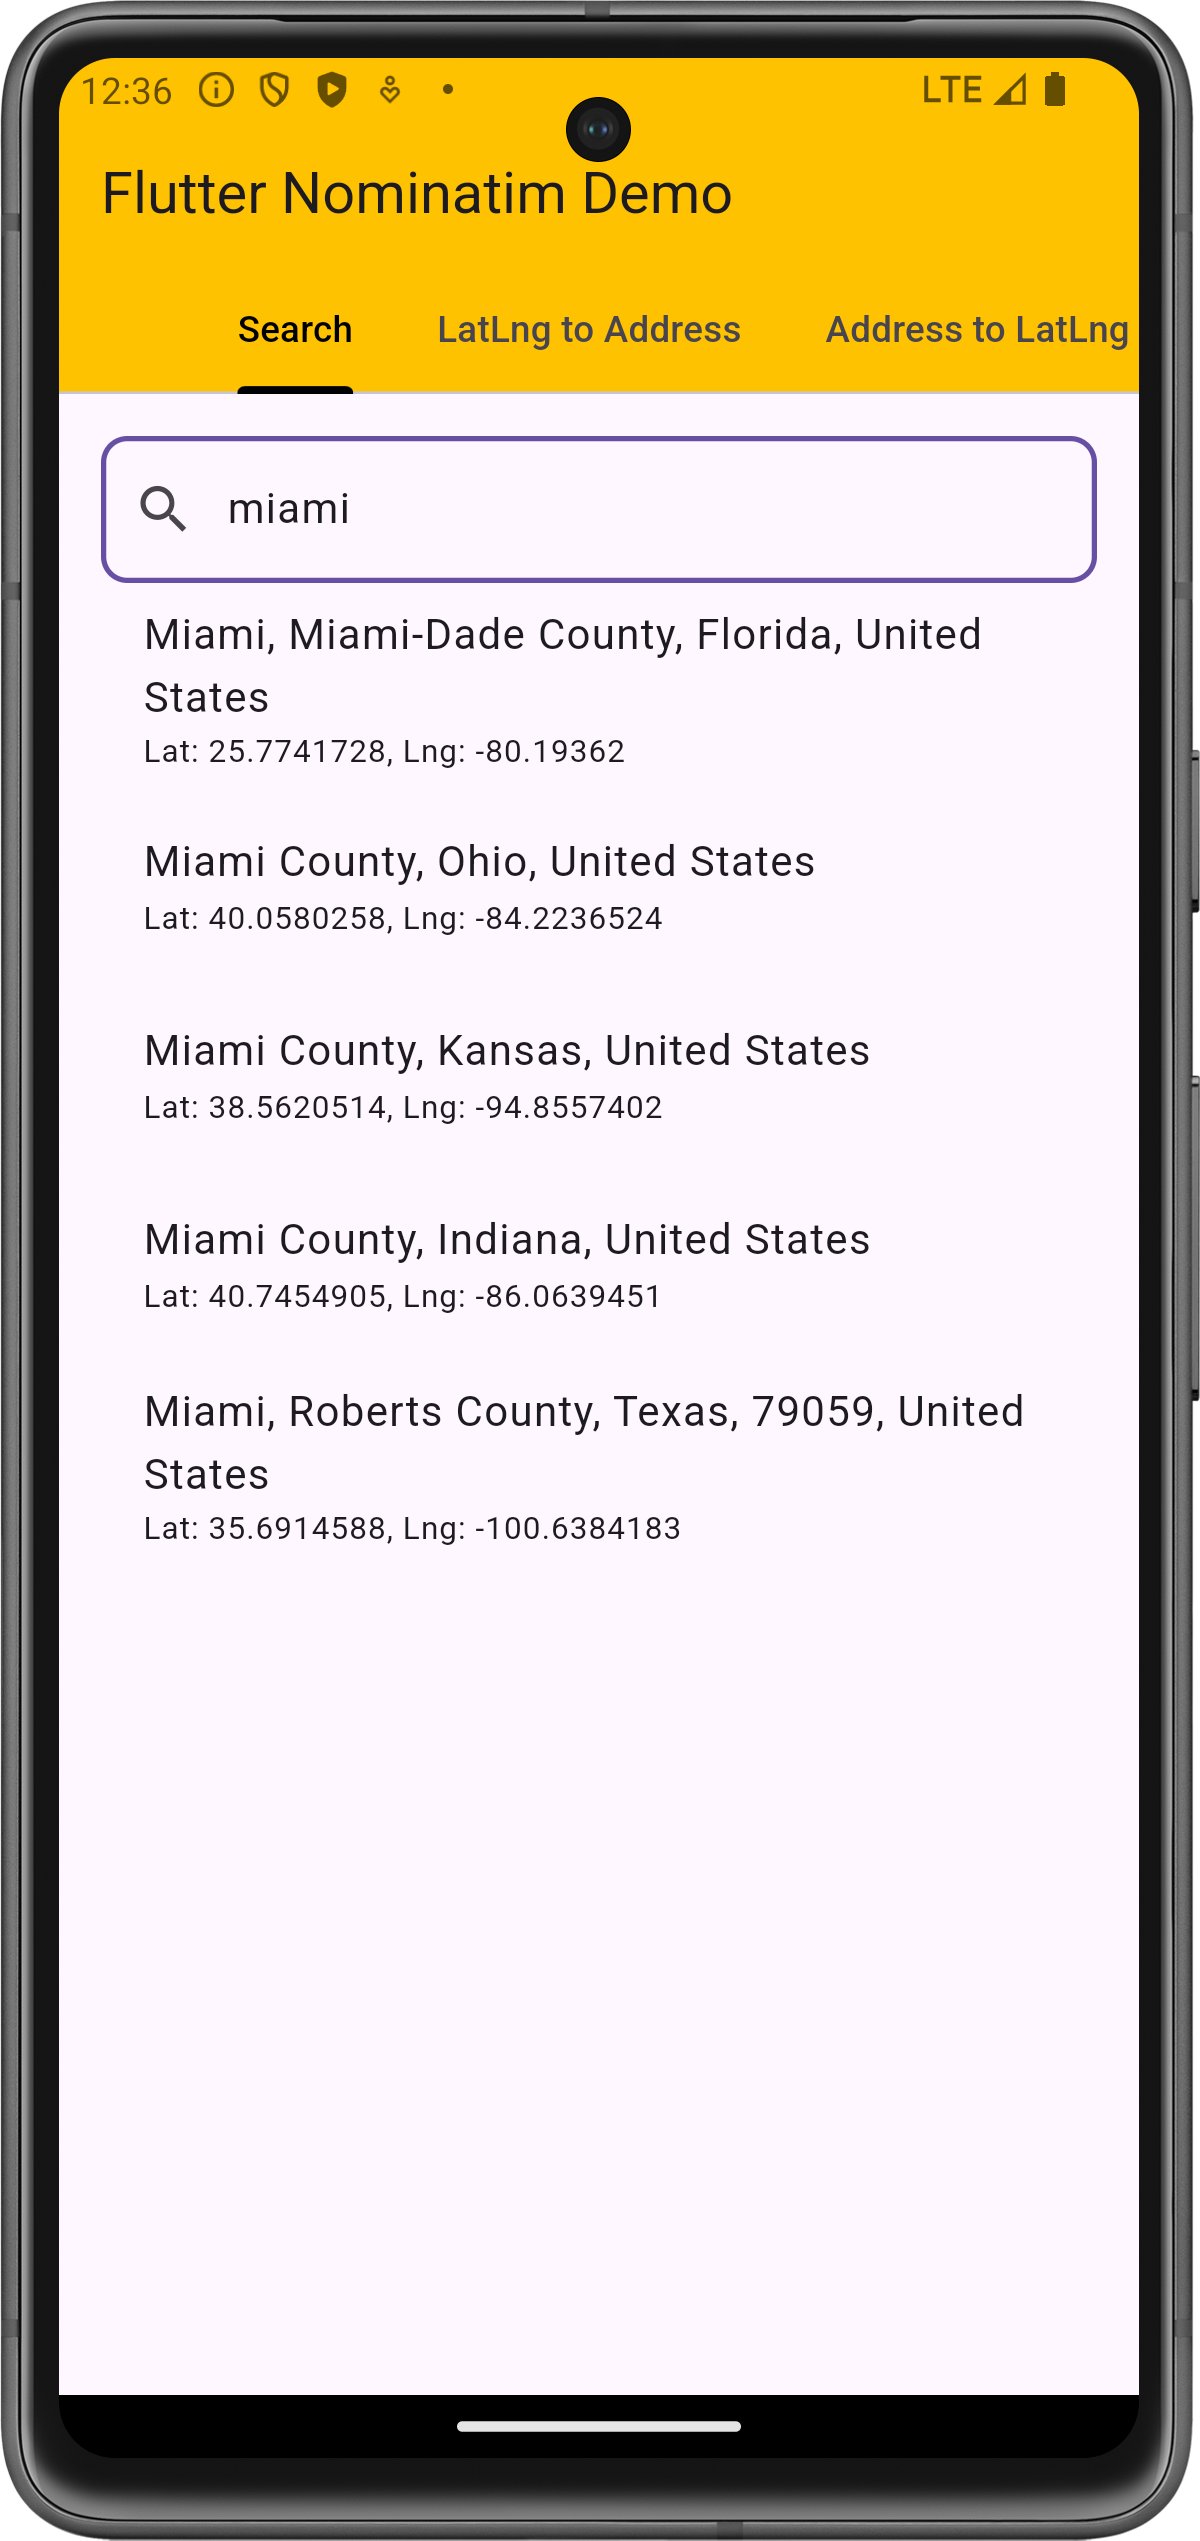 12:36
LTE
Flutter Nominatim Demo
Search LatLng to Address Address to LatLng
miami
Miami, Miami-Dade County, Florida, United
States
Lat: 25.7741728, Lng: -80.19362
Miami County, Ohio, United States
Lat: 40.0580258, Lng: -84.2236524
Miami County, Kansas, United States
Lat: 38.5620514, Lng: -94.8557402
Miami County, Indiana, United States
Lat: 40.7454905, Lng: -86.0639451
Miami, Roberts County, Texas, 79059, United
States
Lat: 35.6914588, Lng: -100.6384183